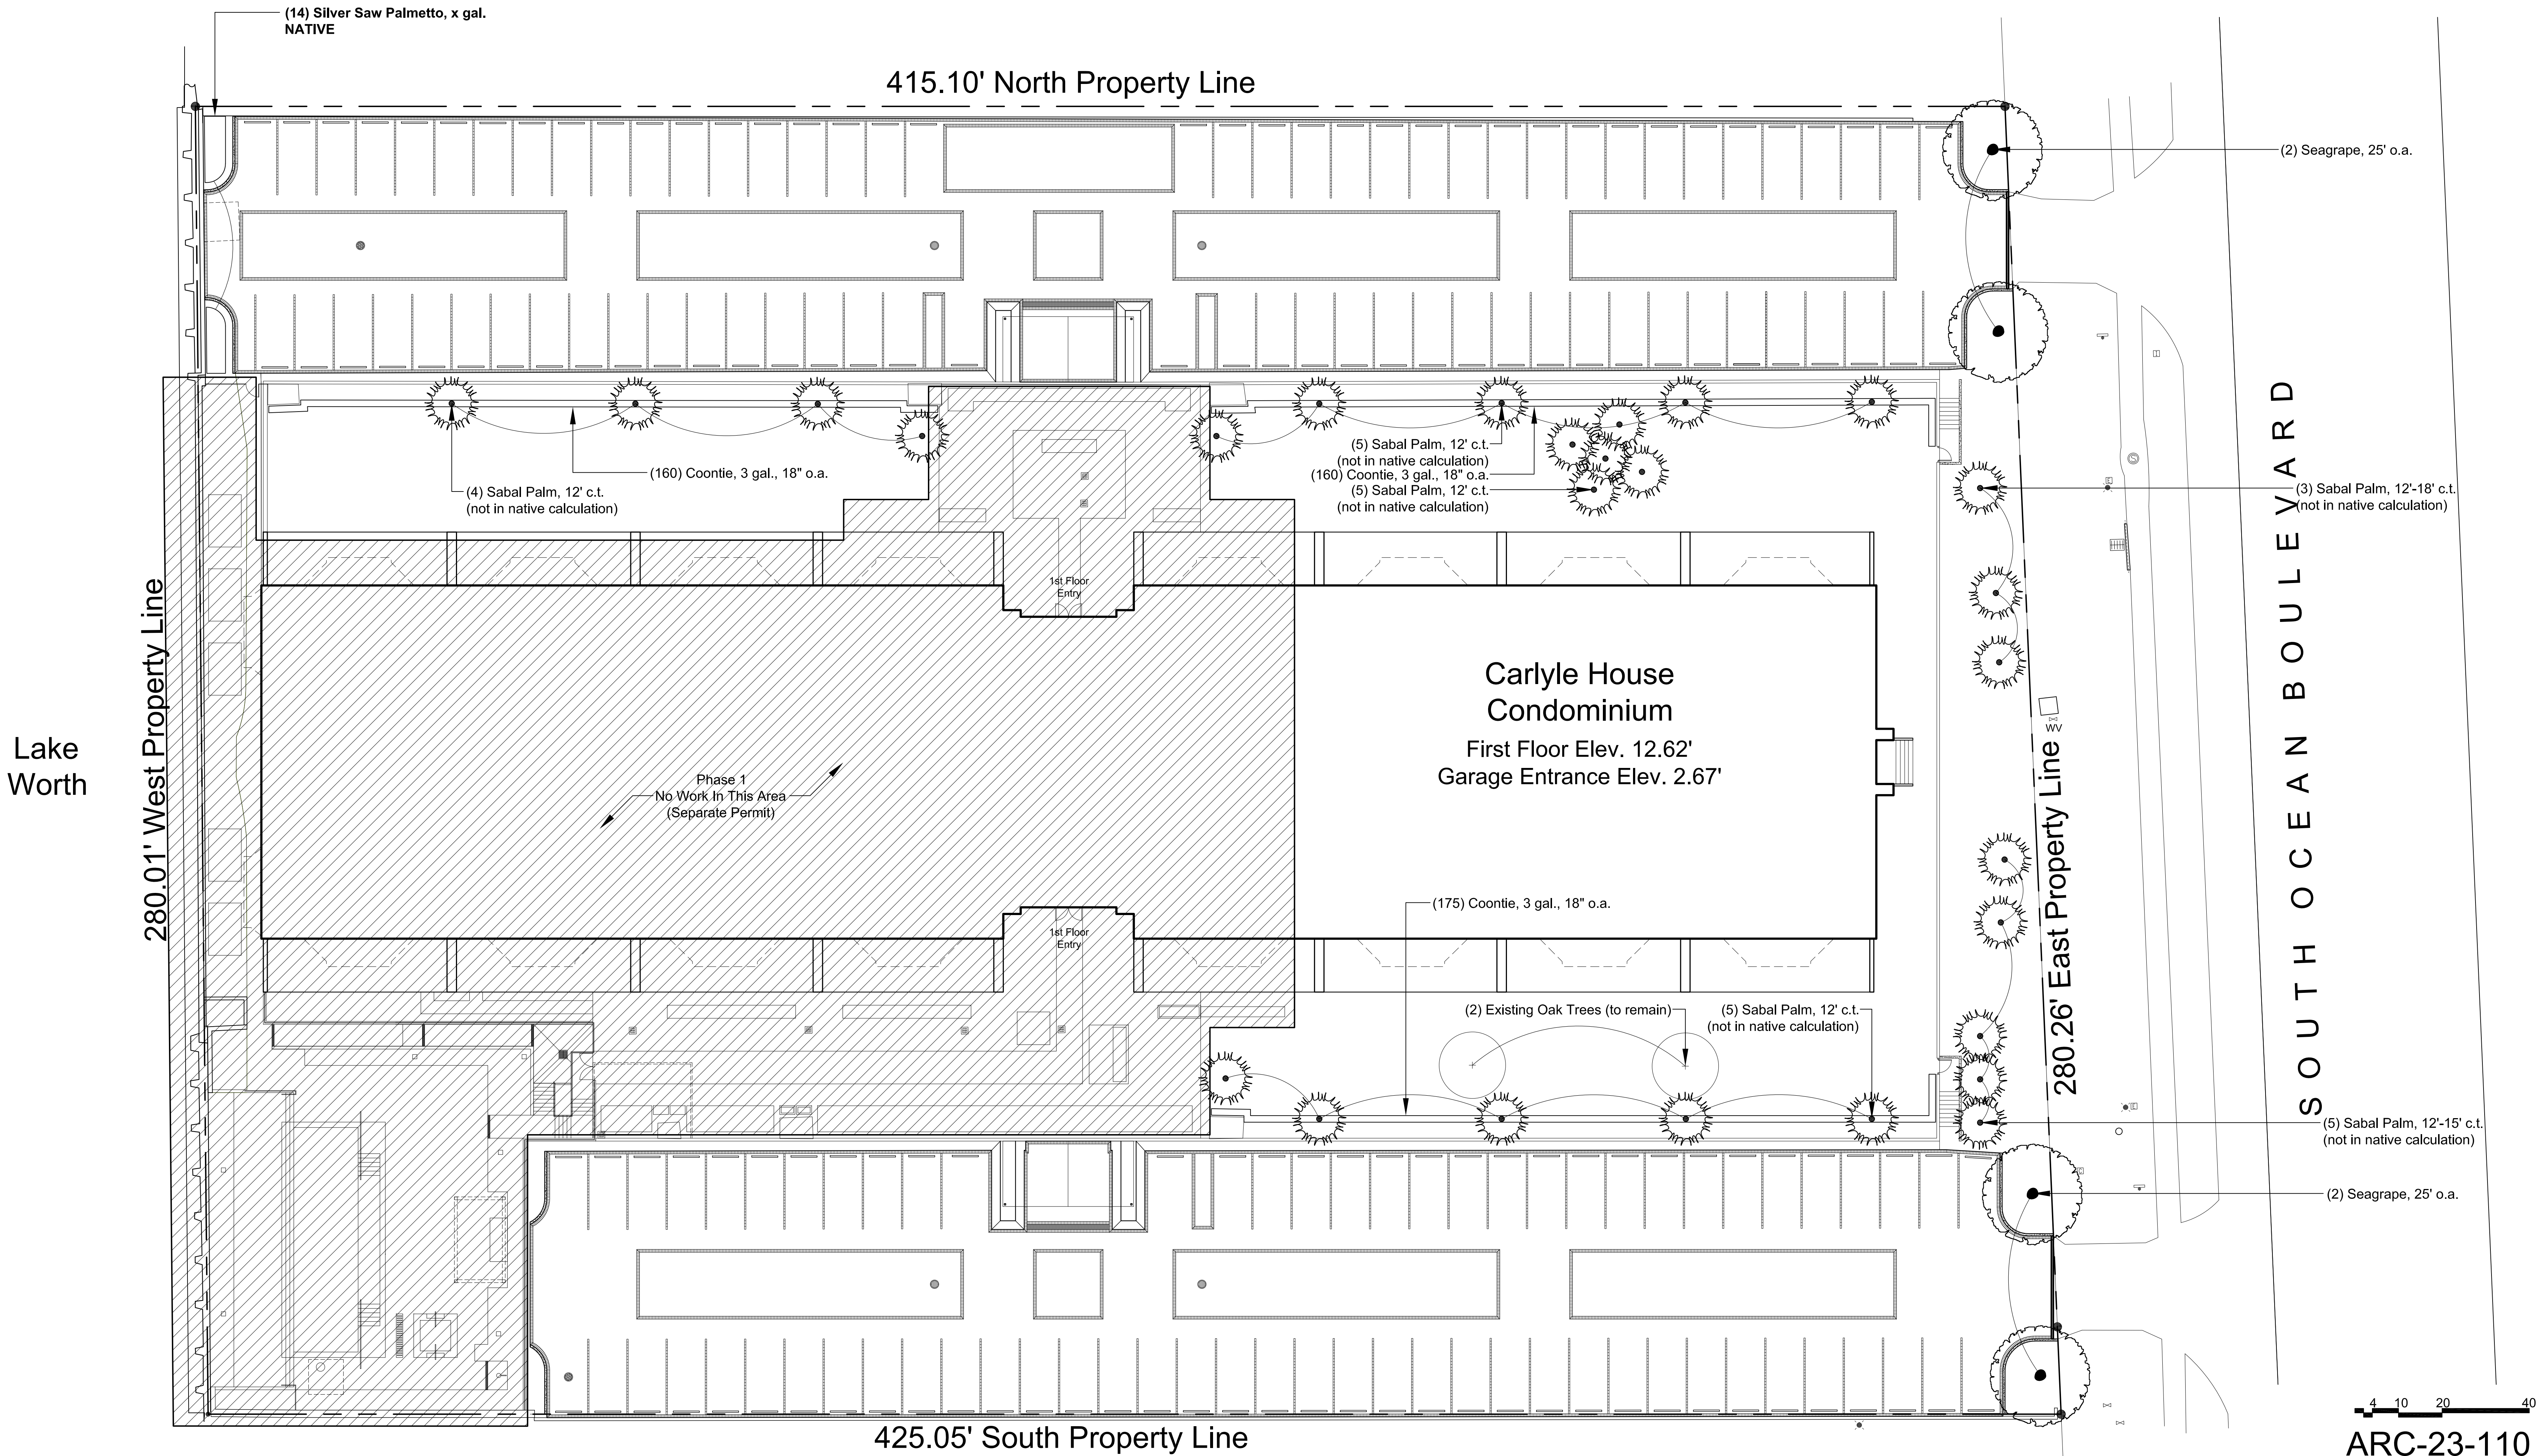 (14) Silver Saw Palmetto, x gal.
NATIVE
415.10' North Property Line
(2) Seagrape, 25' o.a.
(5) Sabal Palm, 12' c.t.
(not in native calculation)
(160) Coontie, 3 gal., 18" o.a.
(5) Sabal Palm, 12' c.t.
(not in native calculation)
(160) Coontie, 3 gal., 18" o.a.
(4) Sabal Palm, 12' c.t.
(not in native calculation)
(3) Sabal Palm, 12'-18' c.t.
(not in native calculation)
1st Floor
Entry
Carlyle House
Condominium
First Floor Elev. 12.62'
Garage Entrance Elev. 2.67'
WV
Lake
Worth
280.01' West Property Line
Phase 1
No Work In This Area
(Separate Permit)
280.26' East Property Line
SOUTH OCEAN BOULEVARD
(175) Coontie, 3 gal., 18" o.a.
1st Floor
Entry
(2) Existing Oak Trees (to remain)
(5) Sabal Palm, 12' c.t.
(not in native calculation)
(5) Sabal Palm, 12'-15' c.t.
(not in native calculation)
(2) Seagrape, 25' o.a.
425.05' South Property Line
4 10 20 40
ARC-23-110